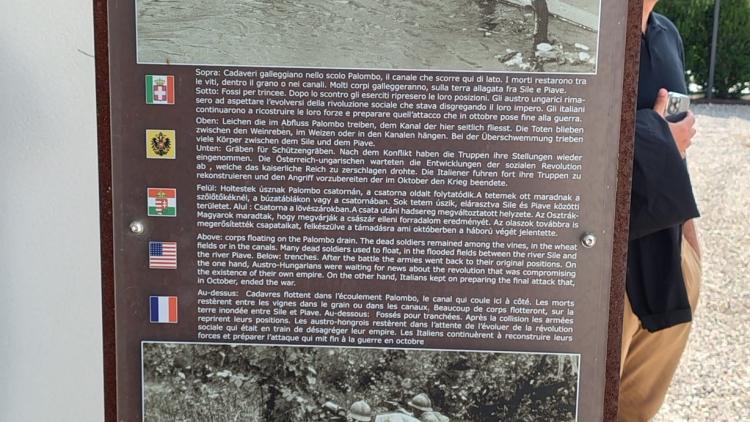 Sopra: Cadaveri galleggiano nello scolo Palombo, il canale che scorre qui di lato. I morti restarono tra
le viti, dentro il grano o nei canali. Molti corpi galleggeranno, sulla terra allagata fra Sile e Piave.
Sotto: Fossi per trincee. Dopo lo scontro gli eserciti ripresero le loro posizioni. Gli austro ungarici rima-
sero ad aspettare l'evolversi della rivoluzione sociale che stava disgregando il loro impero. Gli italiani
continuarono a ricostruire le loro forze e preparare quell'attacco che in ottobre pose fine alla guerra.
Oben: Leichen die im Abfluss Palombo treiben, dem Kanal der hier seitlich fliesst. Die Toten blieben
zwischen den Weinreben, im Weizen oder in den Kanälen hängen. Bei der Überschwemmung trieben
viele Körper zwischen dem Sile und dem Piave.
Unten: Gräben für Schützengräben. Nach dem Konflikt haben die Truppen ihre Stellungen wieder
eingenommen. Die Österreich-ungarischen warteten die Entwicklungen der sozialen Revolution
ab , welche das kaiserliche Reich zu zerschlagen drohte. Die Italiener fuhren fort ihre Truppen zu
rekonstruieren und den Angriff vorzubereiten der im Oktober den Krieg beendete.
Felül: Holtestek úsznak Palombo csatornán, a csatorna oldalt folytatódik.A tetemek ott maradnak a
szőlőtőkéknél, a búzatáblákon vagy a csatornában. Sok tetem úszik, elárasztva Sile és Piave közötti
területet. Alul : Csatorna a lövészárokban.A csata utáni hadsereg megváltoztatott helyzete. Az Osztrák-
Magyarok maradtak, hogy megvárják a császár elleni forradalom eredményét. Az olaszok továbbra is
megerősítették csapataikat, felkészülve a támadásra ami októberben a háború végét jelentette.
Above: corps floating on the Palombo drain. The dead soldiers remained among the vines, in the wheat
fields or in the canals. Many dead soldiers used to float, in the flooded fields between the river Sile and
the river Piave. Below: trenches. After the battle the armies went back to their original positions. On
the one hand, Austro-Hungarians were waiting for news about the revolution that was compromising
the existence of their own empire. On the other hand, Italians kept on preparing the final attack that,
in October, ended the war.
Au-dessus: Cadavres flottent dans l'écoulement Palombo, le canal qui coule ici à côté. Les morts
restèrent entre les vignes dans le grain ou dans les canaux. Beaucoup de corps flotteront, sur la
terre inondée entre Sile et Piave. Au-dessous: Fossés pour tranchées. Après la collision les armées
reprirent leurs positions. Les austro-hongrois restèrent dans l'attente de l'évoluer de la révolution
sociale qui était en train de désagréger leur empire. Les Italiens continuèrent à reconstruire leurs
forces et préparer l'attaque qui mit fin à la guerre en octobre